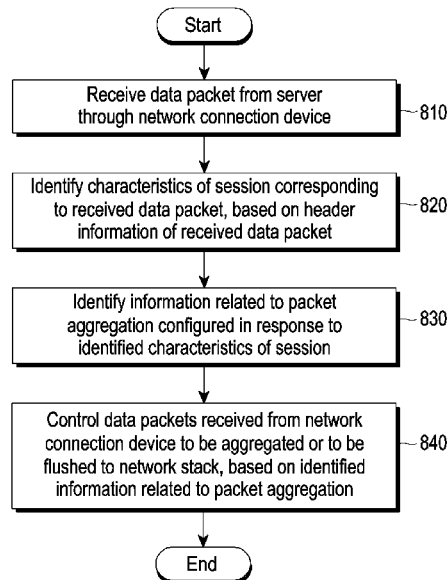 Start
Receive data packet from server
through network connection device
810
Identify characteristics of session corresponding
to received data packet, based on header
information of received data packet
820
Identify information related to packet
aggregation configured in response to
identified characteristics of session
830
Control data packets received from network
connection device to be aggregated or to be
flushed to network stack, based on identified
information related to packet aggregation
840
End